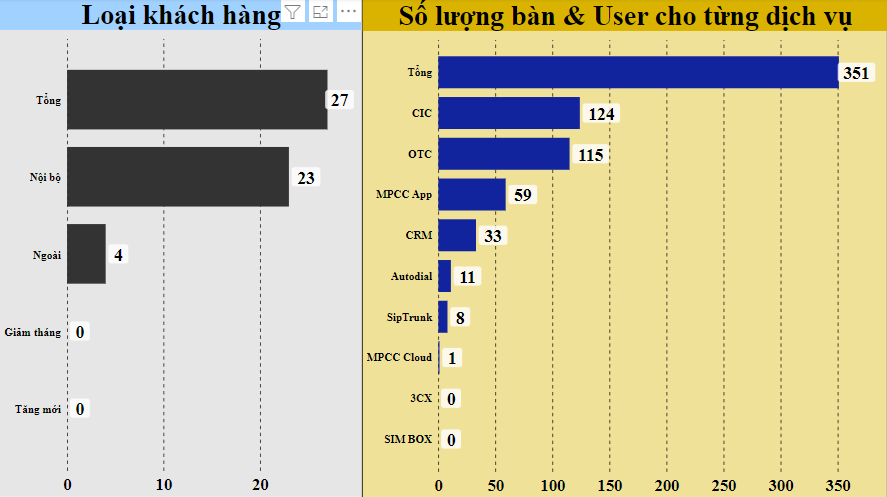 Loại khách hàng
Tổng
27
Nội bộ
23
Ngoài
4
Giảm tháng
0
Tăng mới
0
0
10
20
Số lượng bàn & User cho từng dịch vụ
Tổng
351
CIC
124
OTC
115
MPCC App
59
CRM
33
Autodial
11
SipTrunk
8
MPCC Cloud
1
3CX
0
SIM BOX
0
0
50
100
150
200
250
300
350